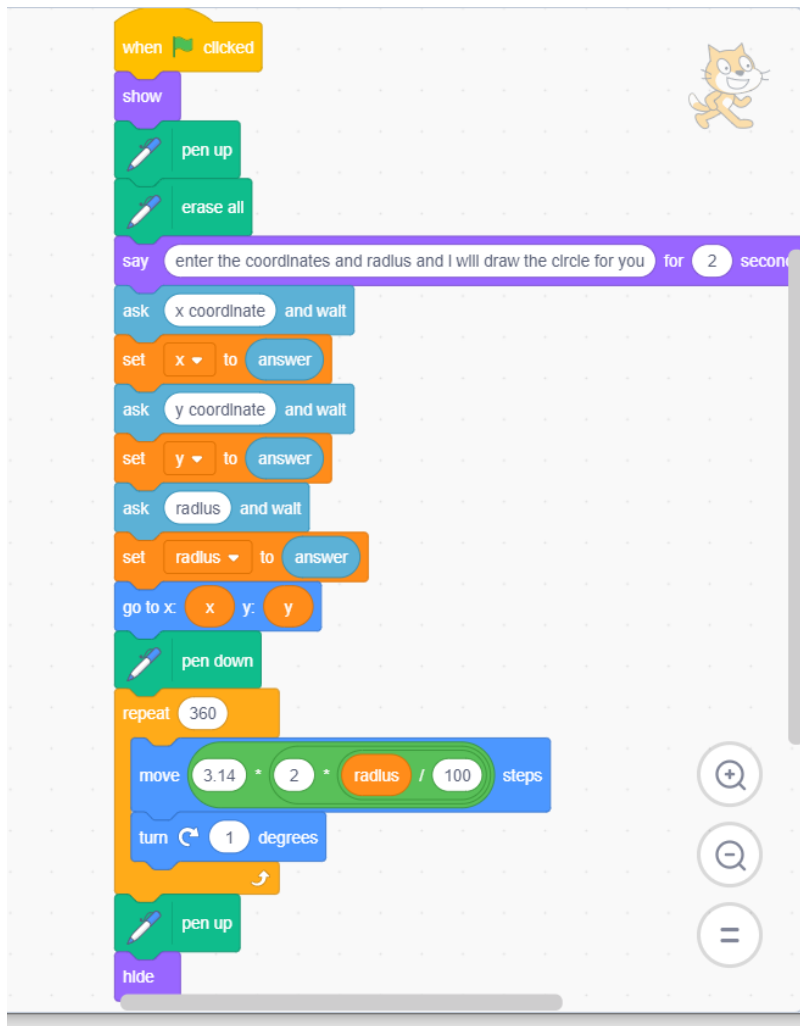 when clicked
show
pen up
erase all
say enter the coordinates and radius and I will draw the circle for you for 2 secon
ask x coordinate and wait
set x to answer
ask y coordinate and wait
set y to answer
ask radius and wait
set radius to answer
go to x: x y: y
pen down
repeat 360
move 3.14 * 2 * radius / 100 steps
turn 1 degrees
pen up
hide